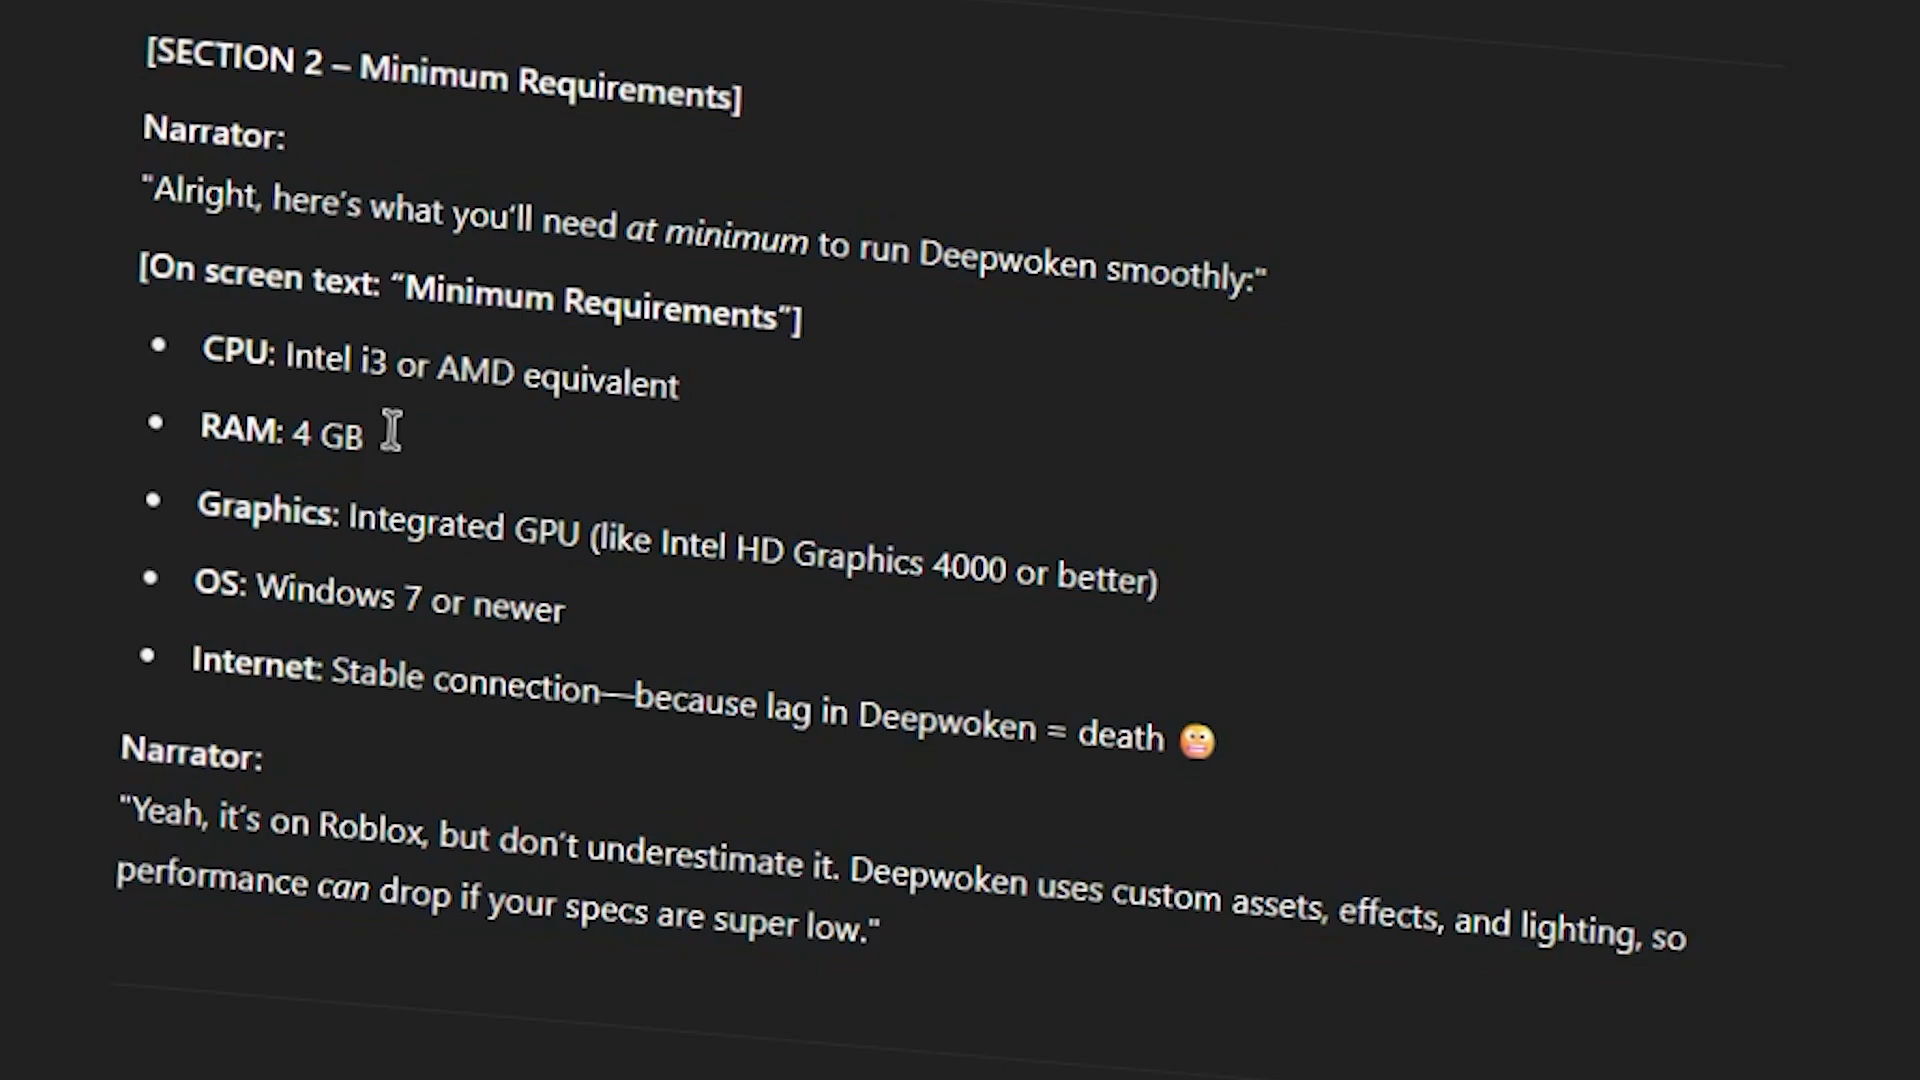 [SECTION 2 – Minimum Requirements]
Narrator:
"Alright, here’s what you’ll need at minimum to run Deepwoken smoothly:"
[On screen text: “Minimum Requirements”]
• CPU: Intel i3 or AMD equivalent
• RAM: 4 GB
• Graphics: Integrated GPU (like Intel HD Graphics 4000 or better)
• OS: Windows 7 or newer
• Internet: Stable connection—because lag in Deepwoken = death 😬
Narrator:
"Yeah, it’s on Roblox, but don’t underestimate it. Deepwoken uses custom assets, effects, and lighting, so
performance can drop if your specs are super low."